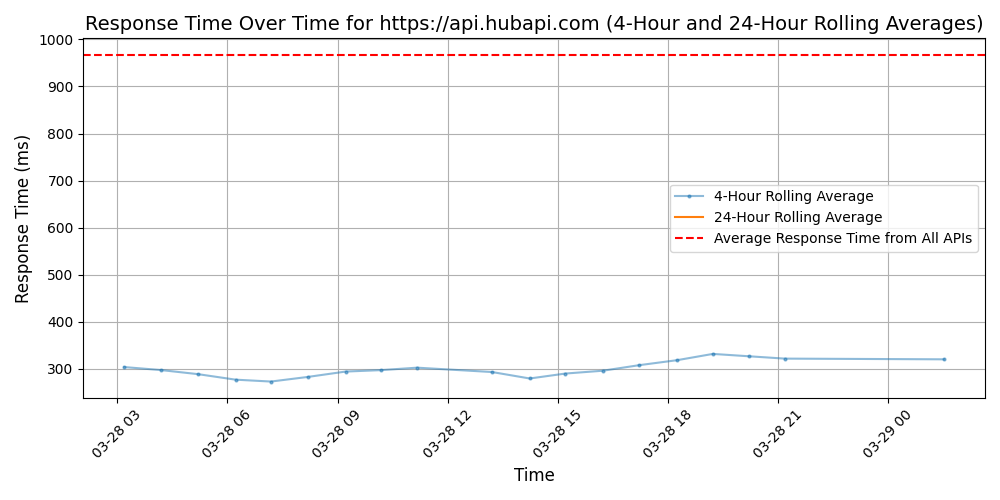 Response Time Over Time for https://api.hubapi.com (4-Hour and 24-Hour Rolling Averages)
Response Time (ms)
1000
900
800
700
600
500
400
300
4-Hour Rolling Average
24-Hour Rolling Average
Average Response Time from All APIs
03-28 03
03-28 06
03-28 09
03-28 12
03-28 15
03-28 18
03-28 21
03-29 00
Time